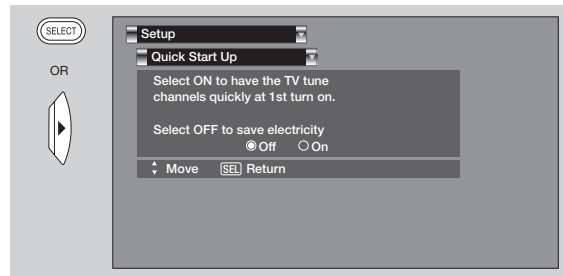 SELECT
OR
Setup
Quick Start Up
Select ON to have the TV tune
channels quickly at 1st turn on.
Select OFF to save electricity
Off On
Move SEL Return